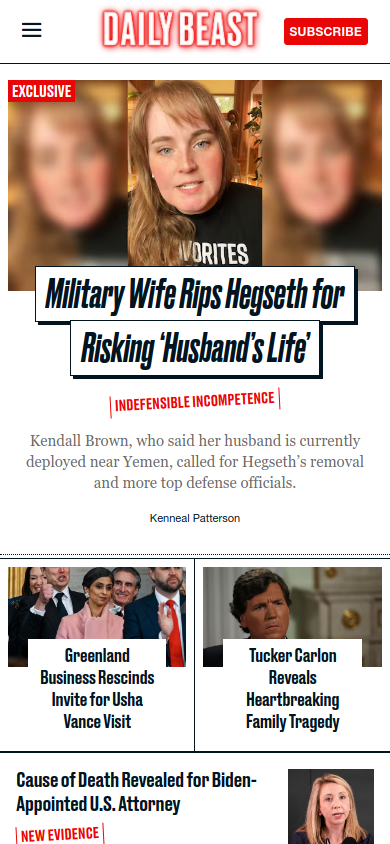 DAILY BEAST
SUBSCRIBE
EXCLUSIVE
VORITES
Military Wife Rips Hegseth for
Risking ‘Husband’s Life’
INDEFENSIBLE INCOMPETENCE
Kendall Brown, who said her husband is currently
deployed near Yemen, called for Hegseth’s removal
and more top defense officials.
Kenneal Patterson
Greenland
Business Rescinds
Invite for Usha
Vance Visit
Tucker Carlon
Reveals
Heartbreaking
Family Tragedy
Cause of Death Revealed for Biden-
Appointed U.S. Attorney
NEW EVIDENCE